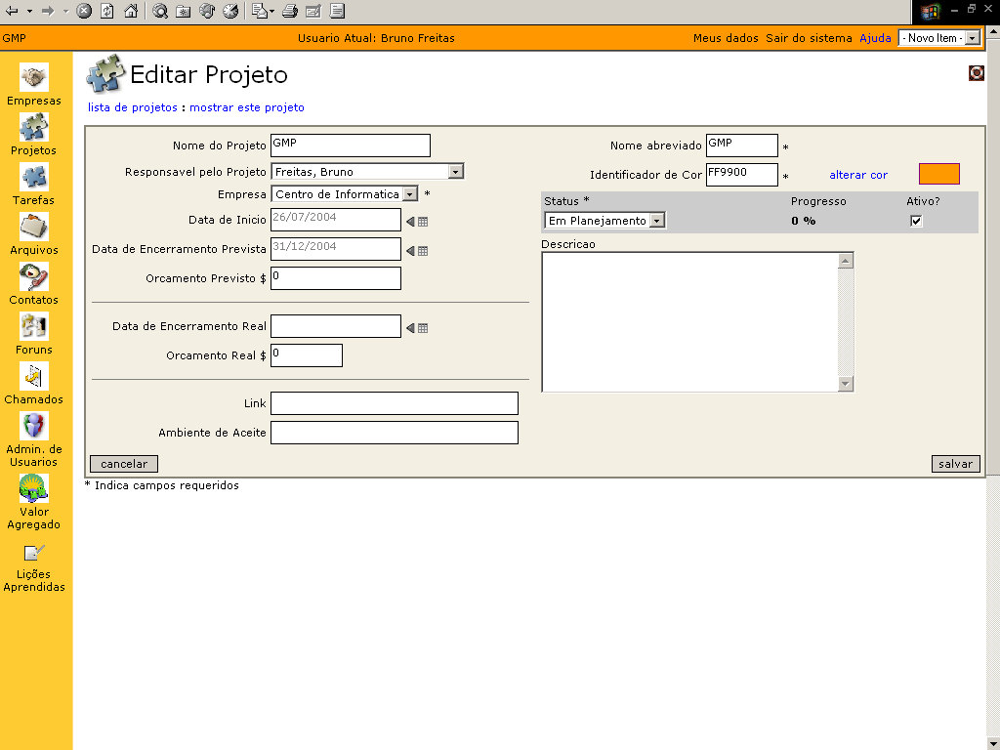 GMP Usuario Atual: Bruno Freitas Meus dados Sair do sistema Ajuda - Novo Item -
Empresas
Projetos
Tarefas
Arquivos
Contatos
Foruns
Chamados
Admin. de
Usuarios
Valor
Agregado
Lições
Aprendidas
Editar Projeto
lista de projetos : mostrar este projeto
Nome do Projeto GMP
Responsavel pelo Projeto Freitas, Bruno
Empresa Centro de Informatica *
Data de Inicio 26/07/2004
Data de Encerramento Prevista 31/12/2004
Orcamento Previsto $ 0
Data de Encerramento Real
Orcamento Real $ 0
Link
Ambiente de Aceite
cancelar
Nome abreviado GMP *
Identificador de Cor FF9900 * alterar cor
Status * Progresso Ativo?
Em Planejamento 0 %
Descricao
salvar
* Indica campos requeridos